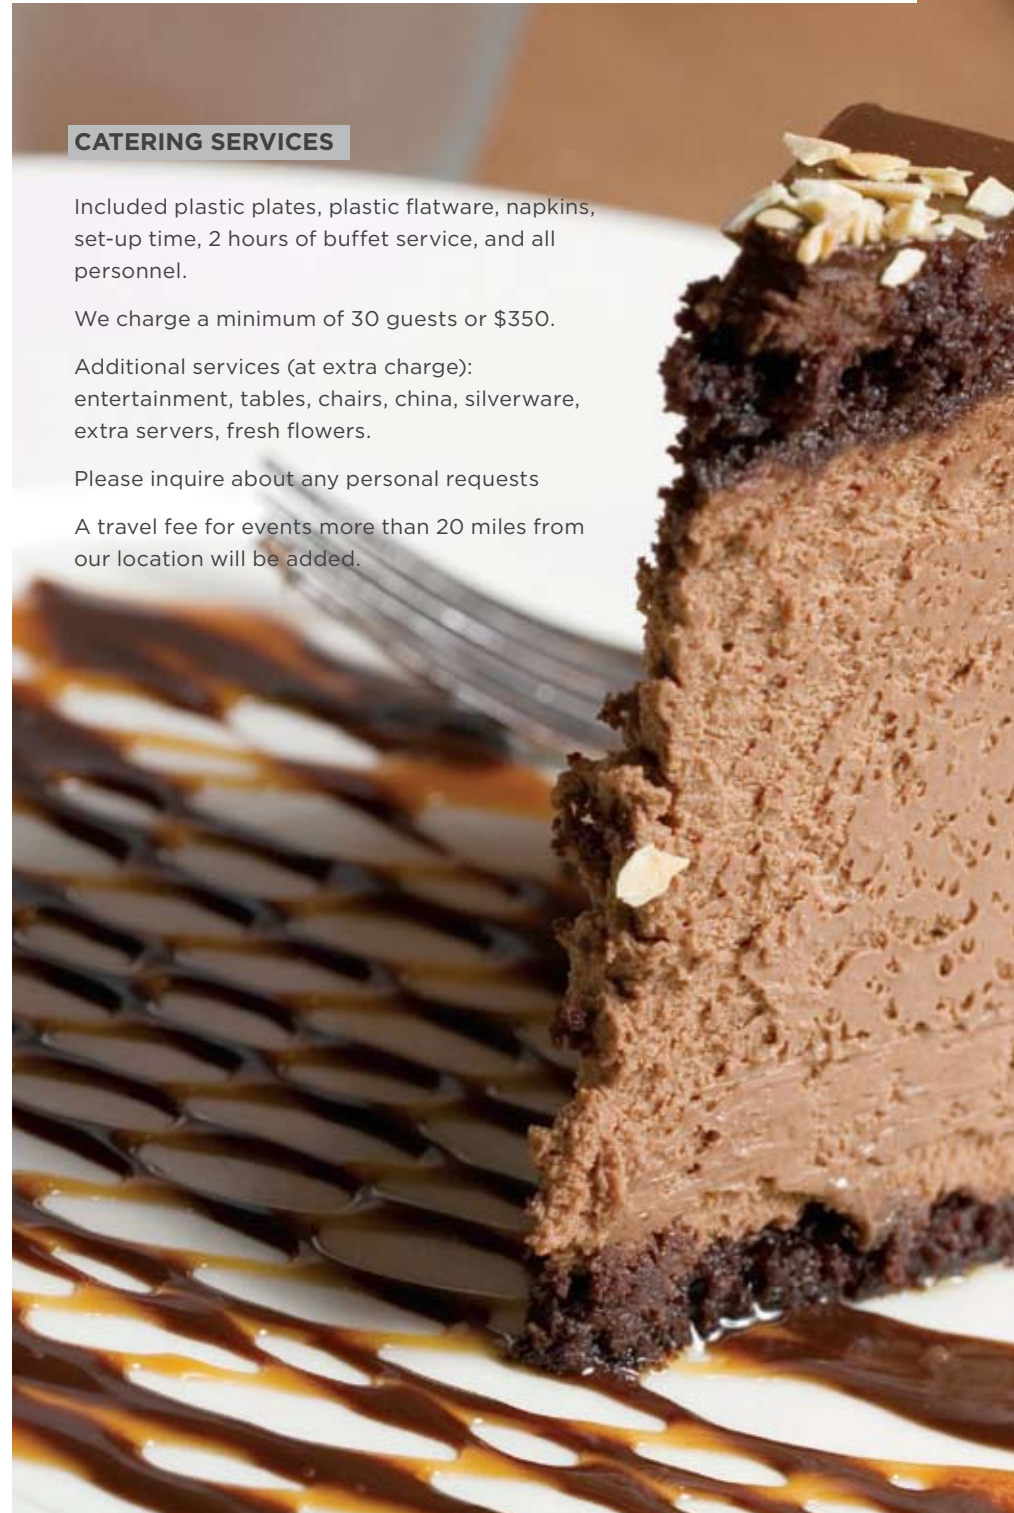 CATERING SERVICES
Included plastic plates, plastic flatware, napkins,
set-up time, 2 hours of buffet service, and all
personnel.
We charge a minimum of 30 guests or $350.
Additional services (at extra charge):
entertainment, tables, chairs, china, silverware,
extra servers, fresh flowers.
Please inquire about any personal requests
A travel fee for events more than 20 miles from
our location will be added.